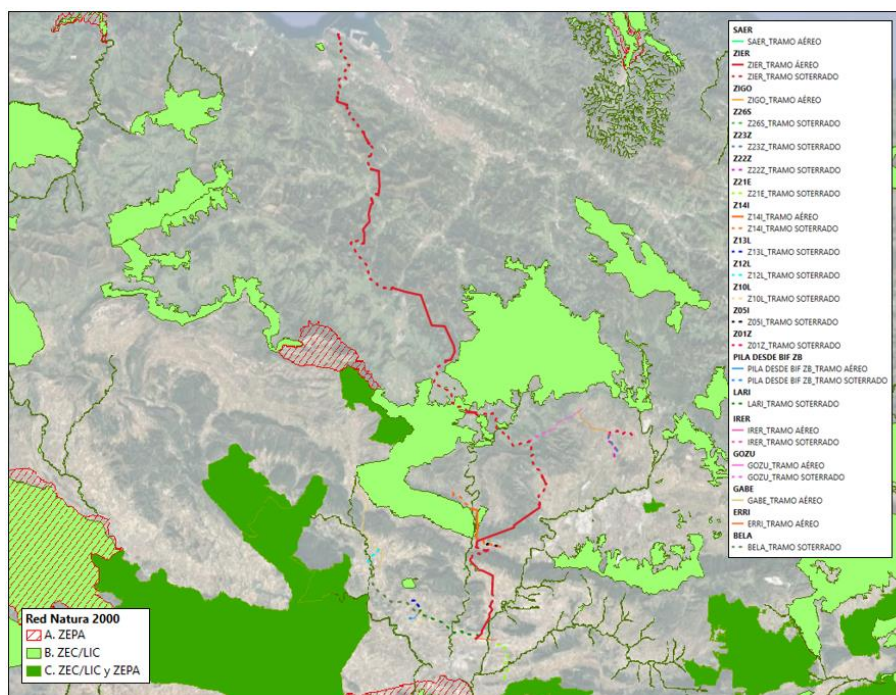 SAER
SAER_TRAMO AÉREO
ZIER
ZIER_TRAMO ÁEREO
ZIER_TRAMO SOTERRADO
ZIGO
ZIGO_TRAMO AÉREO
Z26S
Z26S_TRAMO SOTERRADO
Z23Z
Z23Z_TRAMO SOTERRADO
Z22Z
Z22Z_TRAMO SOTERRADO
Z21E
Z21E_TRAMO SOTERRADO
Z14I
Z14I_TRAMO AÉREO
Z14I_TRAMO SOTERRADO
Z13L
Z13L_TRAMO SOTERRADO
Z12L
Z12L_TRAMO SOTERRADO
Z10L
Z10L_TRAMO SOTERRADO
Z05I
Z05I_TRAMO SOTERRADO
Z01Z
Z01Z_TRAMO SOTERRADO
PILA DESDE BIF ZB
PILA DESDE BIF ZB_TRAMO AÉREO
PILA DESDE BIF ZB_TRAMO SOTERRADO
LARI
LARI_TRAMO SOTERRADO
IRER
IRER_TRAMO AÉREO
IRER_TRAMO SOTERRADO
GOZU
GOZU_TRAMO AÉREO
GOZU_TRAMO SOTERRADO
GABE
GABE_TRAMO AÉREO
ERRI
ERRI_TRAMO AÉREO
BELA
BELA_TRAMO SOTERRADO
Red Natura 2000
A. ZEPA
B. ZEC/LIC
C. ZEC/LIC y ZEPA